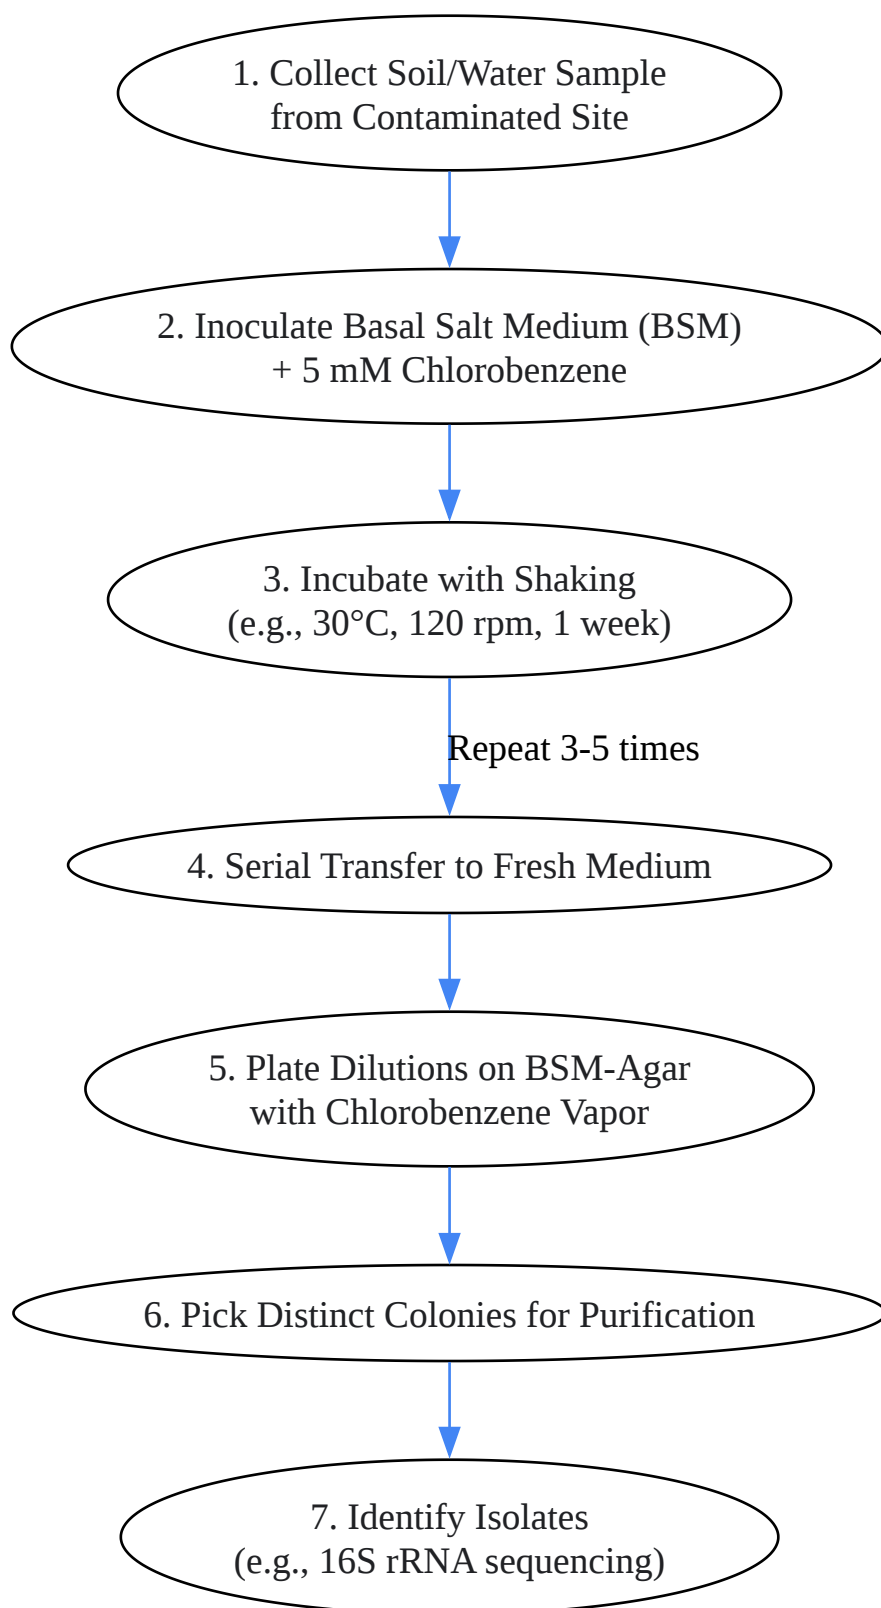 1. Collect Soil/Water Sample
from Contaminated Site
2. Inoculate Basal Salt Medium (BSM)
+ 5 mM Chlorobenzene
3. Incubate with Shaking
(e.g., 30°C, 120 rpm, 1 week)
Repeat 3-5 times
4. Serial Transfer to Fresh Medium
5. Plate Dilutions on BSM-Agar
with Chlorobenzene Vapor
6. Pick Distinct Colonies for Purification
7. Identify Isolates
(e.g., 16S rRNA sequencing)